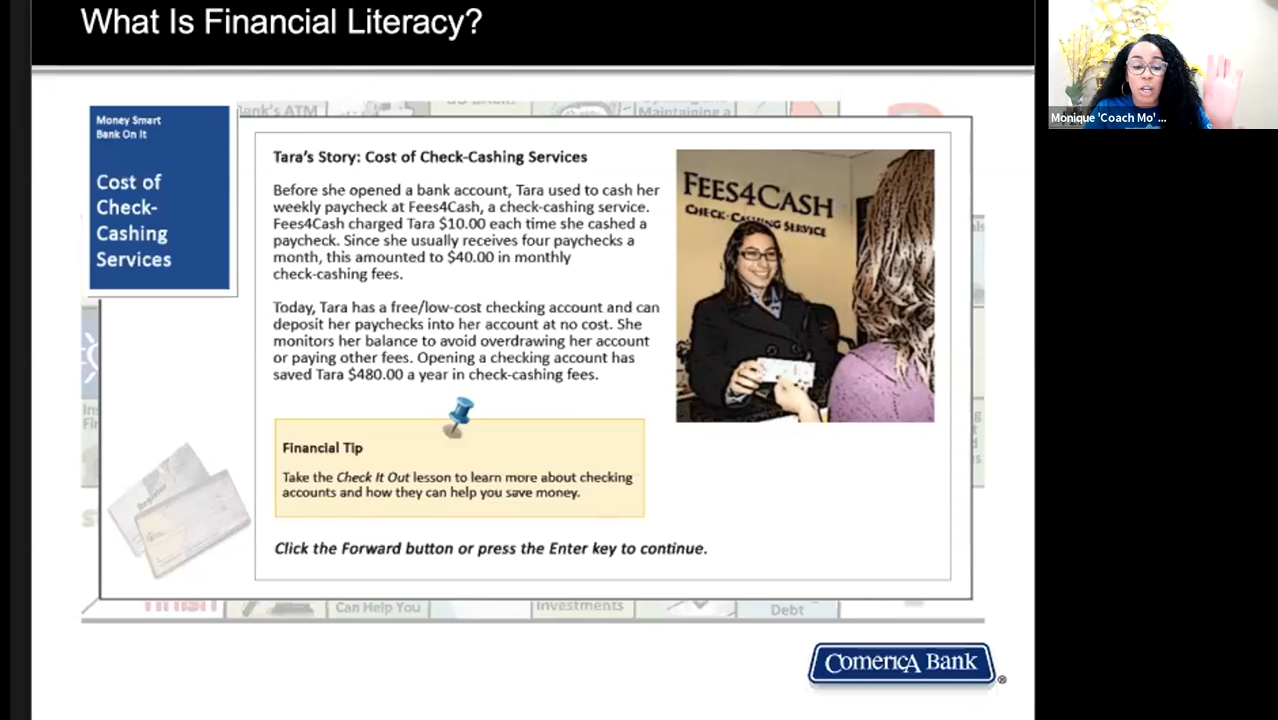 What Is Financial Literacy?
Monique 'Coach Mo' ...
Money Smart
Bank On It
Cost of
Check-
Cashing
Services
Tara's Story: Cost of Check-Cashing Services
Before she opened a bank account, Tara used to cash her
weekly paycheck at Fees4Cash, a check-cashing service.
Fees4Cash charged Tara $10.00 each time she cashed a
paycheck. Since she usually receives four paychecks a
month, this amounted to $40.00 in monthly
check-cashing fees.
Today, Tara has a free/low-cost checking account and can
deposit her paychecks into her account at no cost. She
monitors her balance to avoid overdrawing her account
or paying other fees. Opening a checking account has
saved Tara $480.00 a year in check-cashing fees.
FEES4CASH
CHECK-CASHING SERVICE
Financial Tip
Take the Check It Out lesson to learn more about checking
accounts and how they can help you save money.
Register
Click the Forward button or press the Enter key to continue.
FINISH
Can Help You
Investments
Debt
COMERICA BANK
®